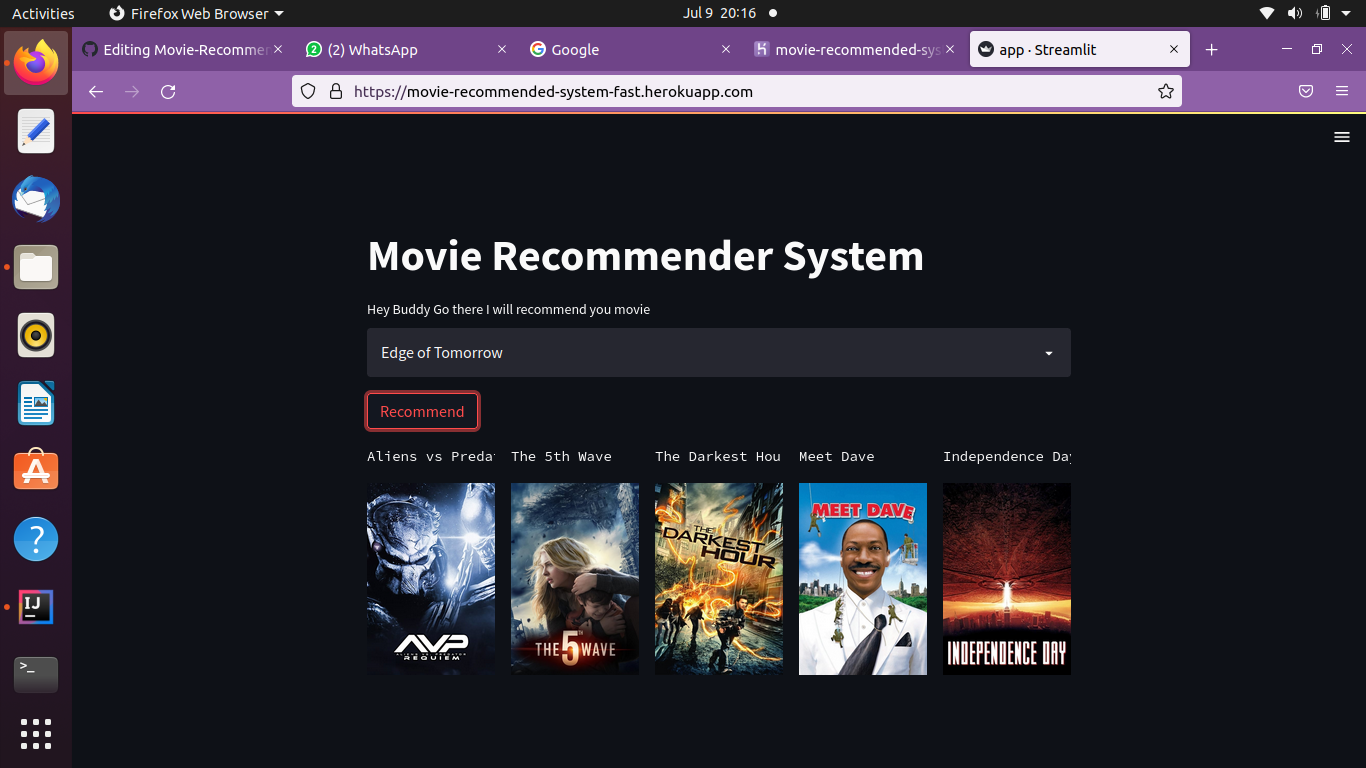 Activities
Firefox Web Browser
Jul 9 20:16
Editing Movie-Recommer
2
(2) WhatsApp
Google
movie-recommended-sys
app · Streamlit
https://movie-recommended-system-fast.herokuapp.com
Movie Recommender System
Hey Buddy Go there I will recommend you movie
Edge of Tomorrow
Recommend
Aliens vs Preda
The 5th Wave
The Darkest Hou
Meet Dave
Independence Day
AVP
REQUIEM
THE 5TH WAVE
THE
DARKEST
HOUR
MEET DAVE
INDEPENDENCE DAY
IJ
>_
?